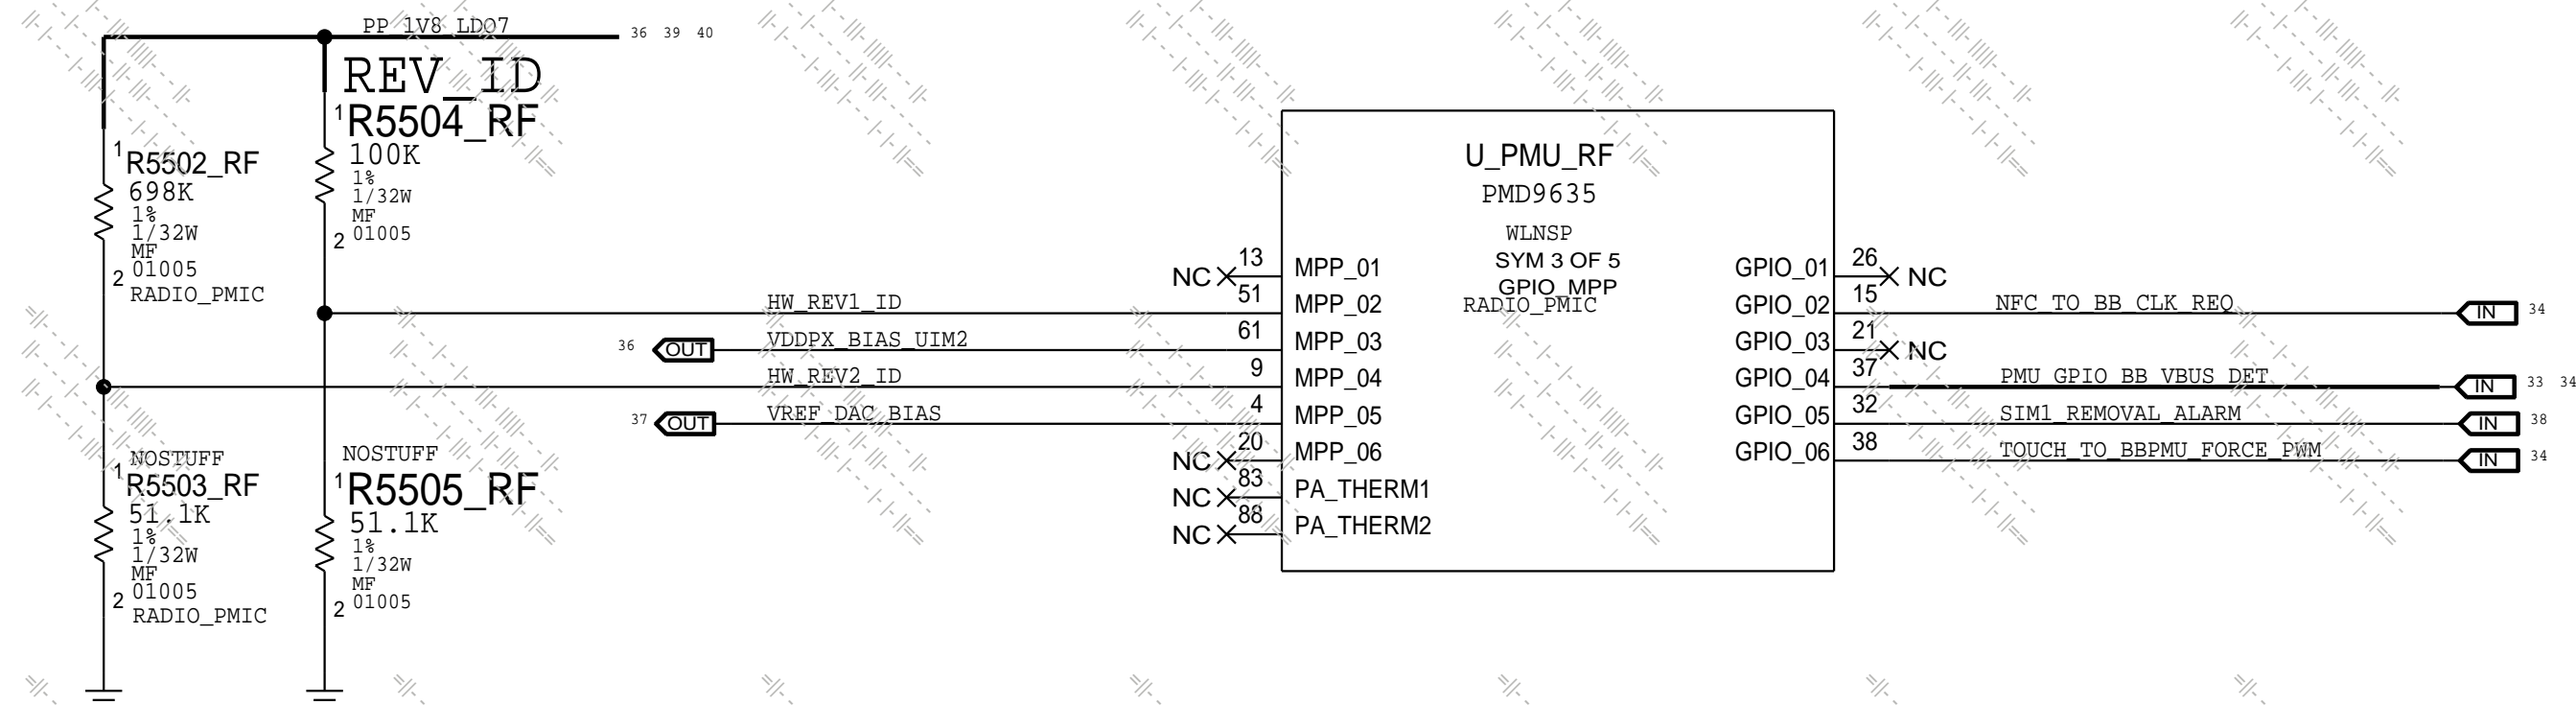 PP_1V8_LDO7
36 39 40
REV_ID
1
R5504_RF
100K
1%
1/32W
MF
2
01005
1
R5502_RF
698K
1%
1/32W
MF
2
01005
RADIO_PMIC
NOSTUFF
1
R5503_RF
51.1K
1%
1/32W
MF
2
01005
RADIO_PMIC
NOSTUFF
1
R5505_RF
51.1K
1%
1/32W
MF
2
01005
HW_REV1_ID
36 OUT VDDPX_BIAS_UIM2
HW_REV2_ID
37 OUT VREF_DAC_BIAS
U_PMU_RF
PMD9635
WLNSP
SYM 3 OF 5
GPIO_MPP
RADIO_PMIC
NC 13 MPP_01
51 MPP_02
61 MPP_03
9 MPP_04
4 MPP_05
NC 20 MPP_06
NC 83 PA_THERM1
NC 88 PA_THERM2
GPIO_01 26 NC
GPIO_02 15 NFC_TO_BB_CLK_REQ IN 34
GPIO_03 21 NC
GPIO_04 37 PMU_GPIO_BB_VBUS_DET IN 33 34
GPIO_05 32 SIM1_REMOVAL_ALARM IN 38
GPIO_06 38 TOUCH_TO_BBPMU_FORCE_PWM IN 34